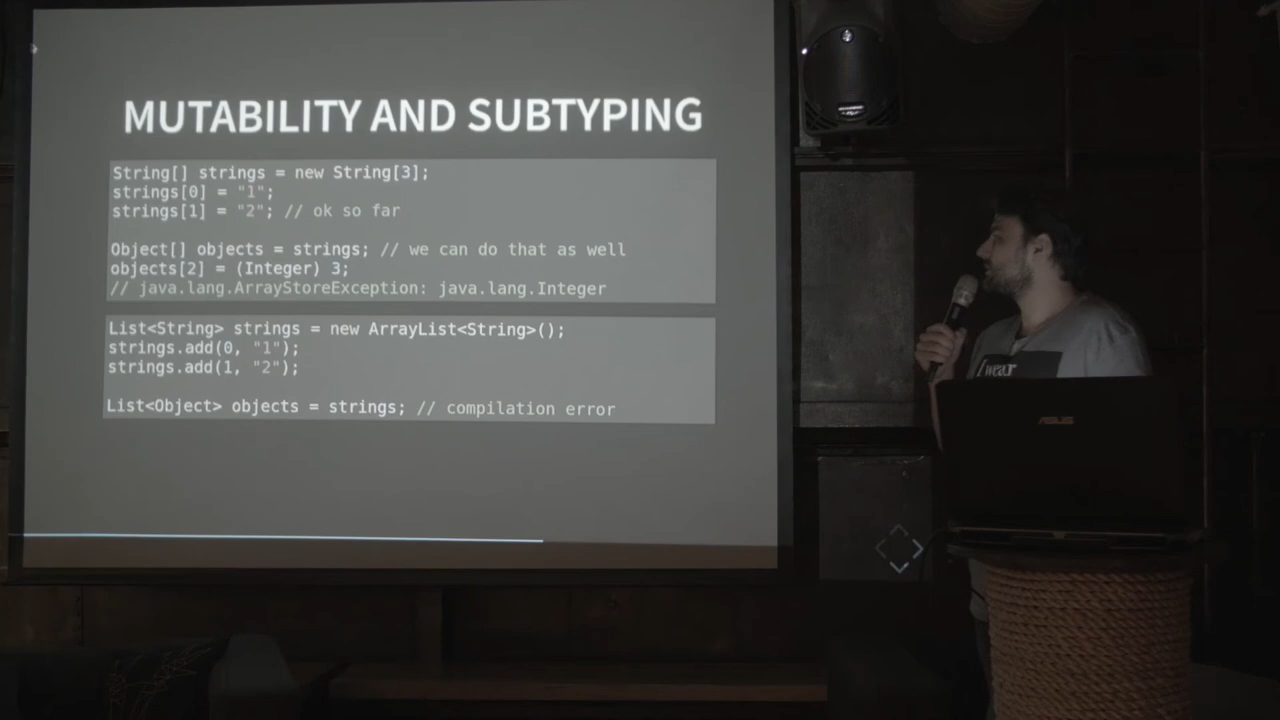 MUTABILITY AND SUBTYPING
String[] strings = new String[3];
strings[0] = "1";
strings[1] = "2"; // ok so far
Object[] objects = strings; // we can do that as well
objects[2] = (Integer) 3;
// java.lang.ArrayStoreException: java.lang.Integer
List<String> strings = new ArrayList<String>();
strings.add(0, "1");
strings.add(1, "2");
List<Object> objects = strings; // compilation error
I wear
ASUS